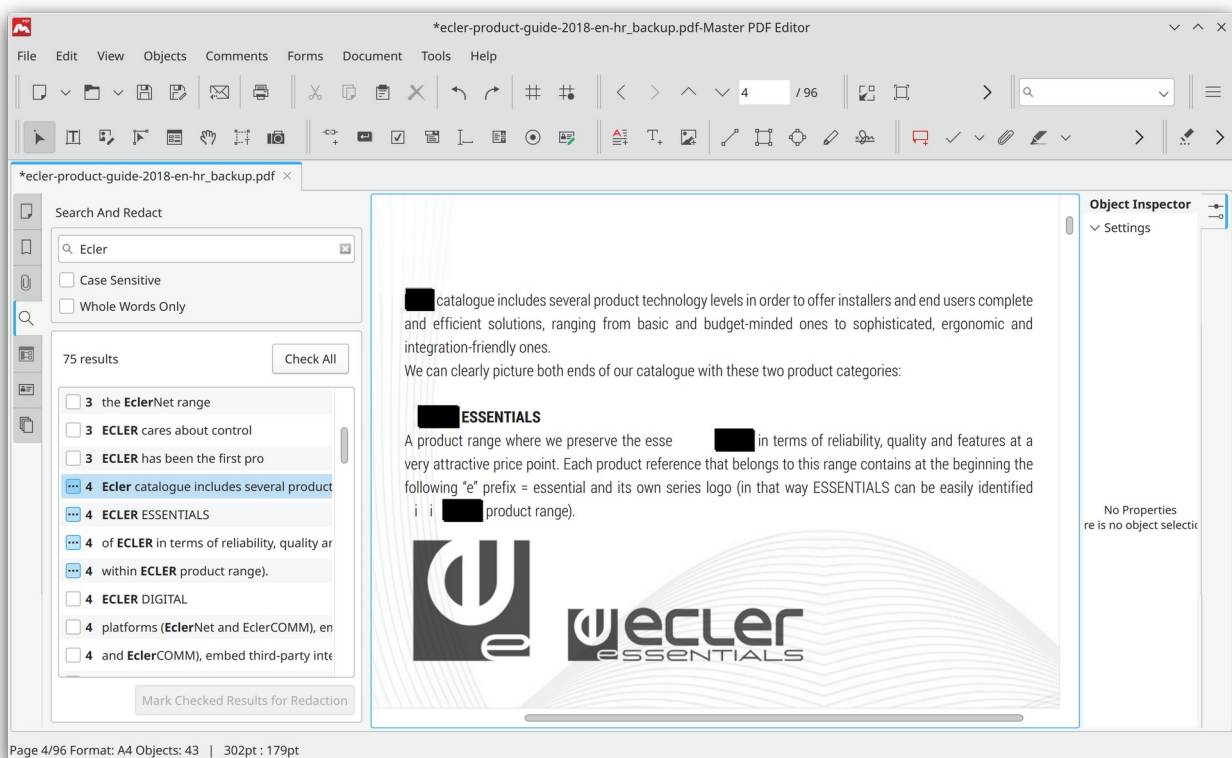 *ecler-product-guide-2018-en-hr_backup.pdf-Master PDF Editor
File Edit View Objects Comments Forms Document Tools Help
4 / 96
*ecler-product-guide-2018-en-hr_backup.pdf
Search And Redact
Ecler
Case Sensitive
Whole Words Only
75 results
Check All
3 the EclerNet range
3 ECLER cares about control
3 ECLER has been the first pro
4 Ecler catalogue includes several product
4 ECLER ESSENTIALS
4 of ECLER in terms of reliability, quality ar
4 within ECLER product range).
4 ECLER DIGITAL
4 platforms (EclerNet and EclerCOMM), en
4 and EclerCOMM), embed third-party inte
Mark Checked Results for Redaction
catalogue includes several product technology levels in order to offer installers and end users complete
and efficient solutions, ranging from basic and budget-minded ones to sophisticated, ergonomic and
integration-friendly ones.
We can clearly picture both ends of our catalogue with these two product categories:
ESSENTIALS
A product range where we preserve the esse in terms of reliability, quality and features at a
very attractive price point. Each product reference that belongs to this range contains at the beginning the
following “e” prefix = essential and its own series logo (in that way ESSENTIALS can be easily identified
i i product range).
e
ecler
essentials
Object Inspector
Settings
No Properties
re is no object selectic
Page 4/96 Format: A4 Objects: 43 | 302pt : 179pt